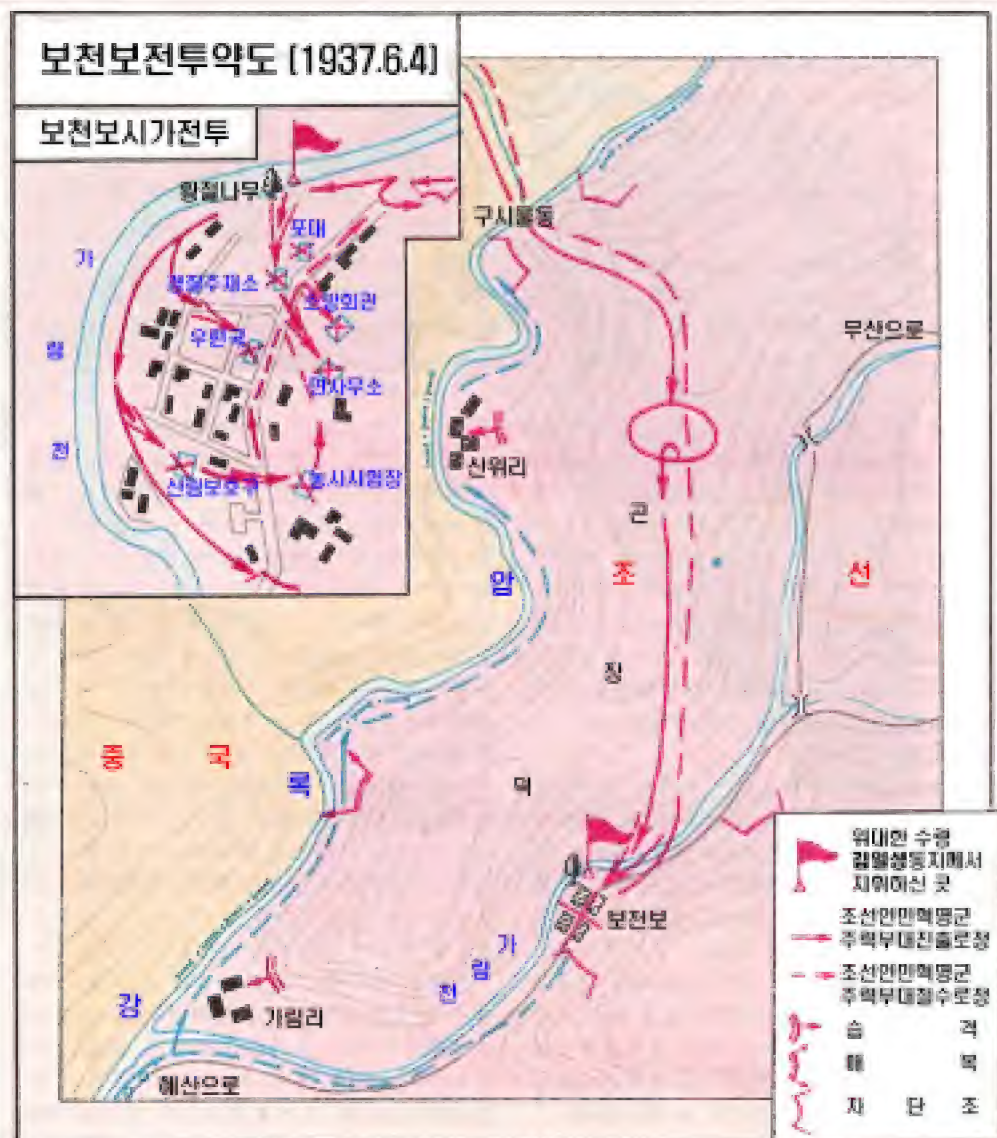 보천보전투약도 (1937.6.4)
보천보시가전투
황철나무
포대
경찰주재소
소방회관
우편국
면사무소
산림보호구
농사시험장
가
림
천
구시물동
무산으로
신위리
곤
장
덕
조
선
중 국
압
록
강
보천보
가
림
천
가림리
혜산으로
위대한 수령
김일성동지께서
지휘하신 곳
조선인민혁명군
주력부대진출로정
조선인민혁명군
주력부대철수로정
습 격
매 복
차 단 조